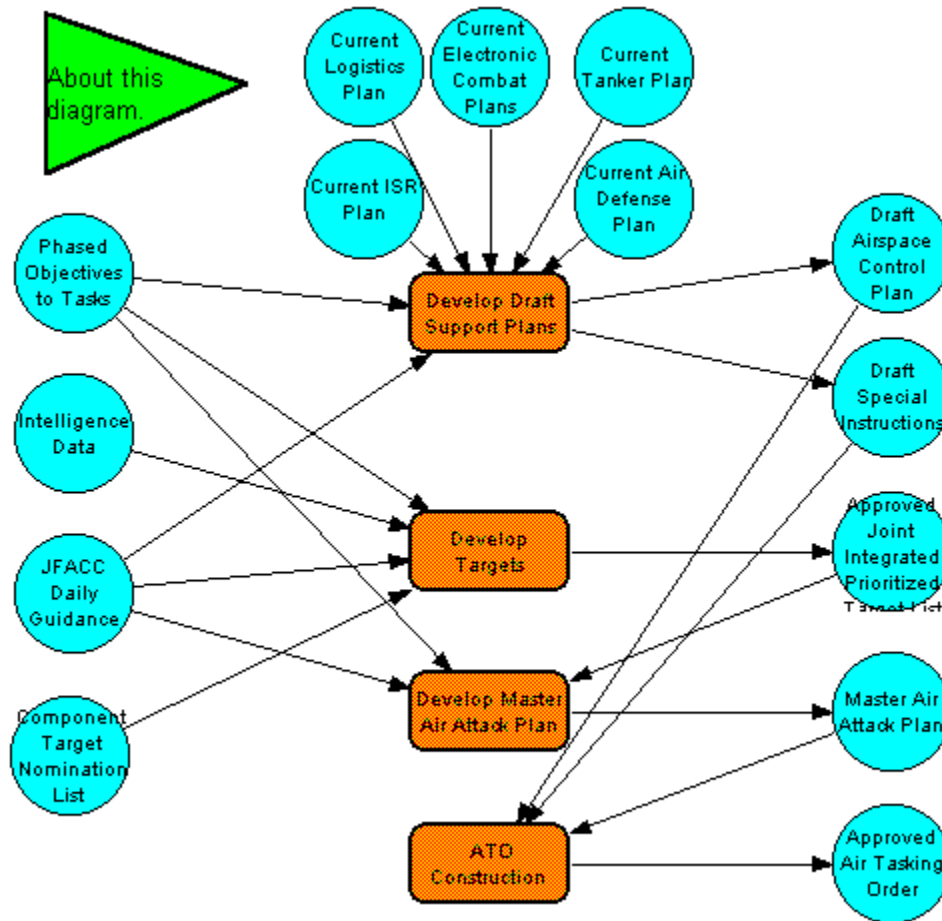 About this
diagram.
Current
Logistics
Plan
Current
Electronic
Combat
Plans
Current
Tanker Plan
Current ISR
Plan
Current Air
Defense
Plan
Phased
Objectives
to Tasks
Develop Draft
Support Plans
Draft
Airspace
Control
Plan
Intelligence
Data
Draft
Special
Instructions
JFACC
Daily
Guidance
Develop
Targets
Approved
Joint
Integrated
Prioritized
Target List
Component
Target
Nomination
List
Develop Master
Air Attack Plan
Master Air
Attack Plan
ATO
Construction
Approved
Air Tasking
Order